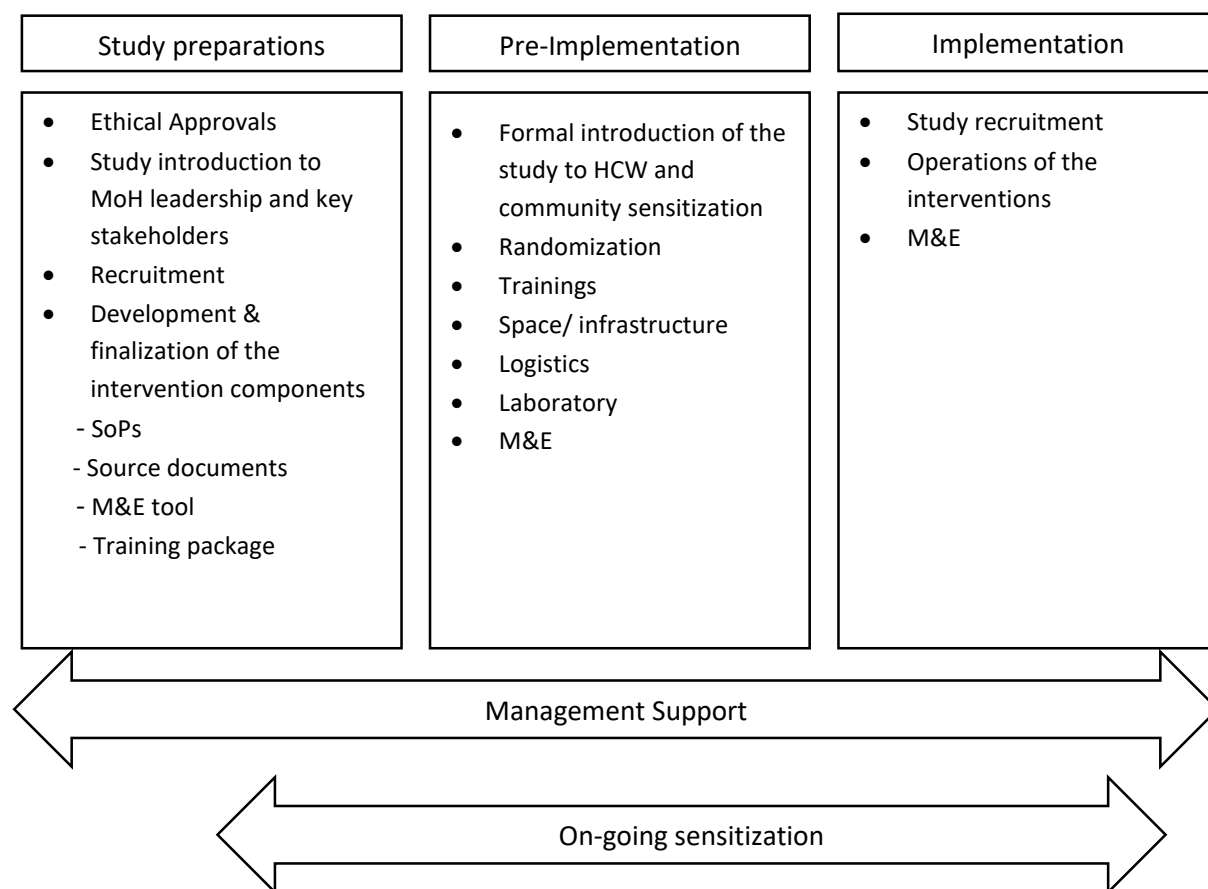 Study preparations
Pre-Implementation
Implementation
• Ethical Approvals
• Study introduction to
MoH leadership and key
stakeholders
• Recruitment
• Development &
finalization of the
intervention components
- SoPs
- Source documents
- M&E tool
- Training package
• Formal introduction of the
study to HCW and
community sensitization
• Randomization
• Trainings
• Space/ infrastructure
• Logistics
• Laboratory
• M&E
• Study recruitment
• Operations of the
interventions
• M&E
Management Support
On-going sensitization